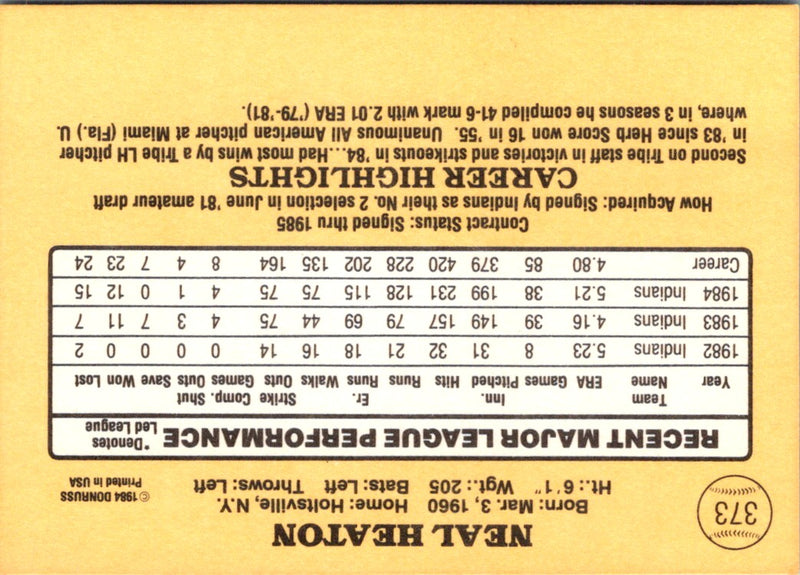 373
NEAL HEATON
Born: Mar. 3, 1960 Home: Holtsville, N.Y.
Ht.: 6'1" Wgt.: 205 Bats: Left Throws: Left
©1984 DONRUSS
Printed in USA
RECENT MAJOR LEAGUE PERFORMANCE
*Denotes
Led League
Team Inn. Er. Strike Comp. Shut
Year Name ERA Games Pitched Hits Runs Runs Walks Outs Games Outs Save Won Lost
1982 Indians 5.23 8 31 32 21 18 16 14 0 0 0 0 2
1983 Indians 4.16 39 149 157 79 69 44 75 4 3 7 11 7
1984 Indians 5.21 38 199 231 128 115 75 75 4 1 0 12 15
Career 4.80 85 379 420 228 202 135 164 8 4 7 23 24
Contract Status: Signed thru 1985
How Acquired: Signed by Indians as their No. 2 selection in June '81 amateur draft
CAREER HIGHLIGHTS
Second on Tribe staff in victories and strikeouts in '84...Had most wins by a Tribe LH pitcher
in '83 since Herb Score won 16 in '55. Unanimous All American pitcher at Miami (Fla.) U.
where, in 3 seasons he compiled 41-6 mark with 2.01 ERA ('79-'81).